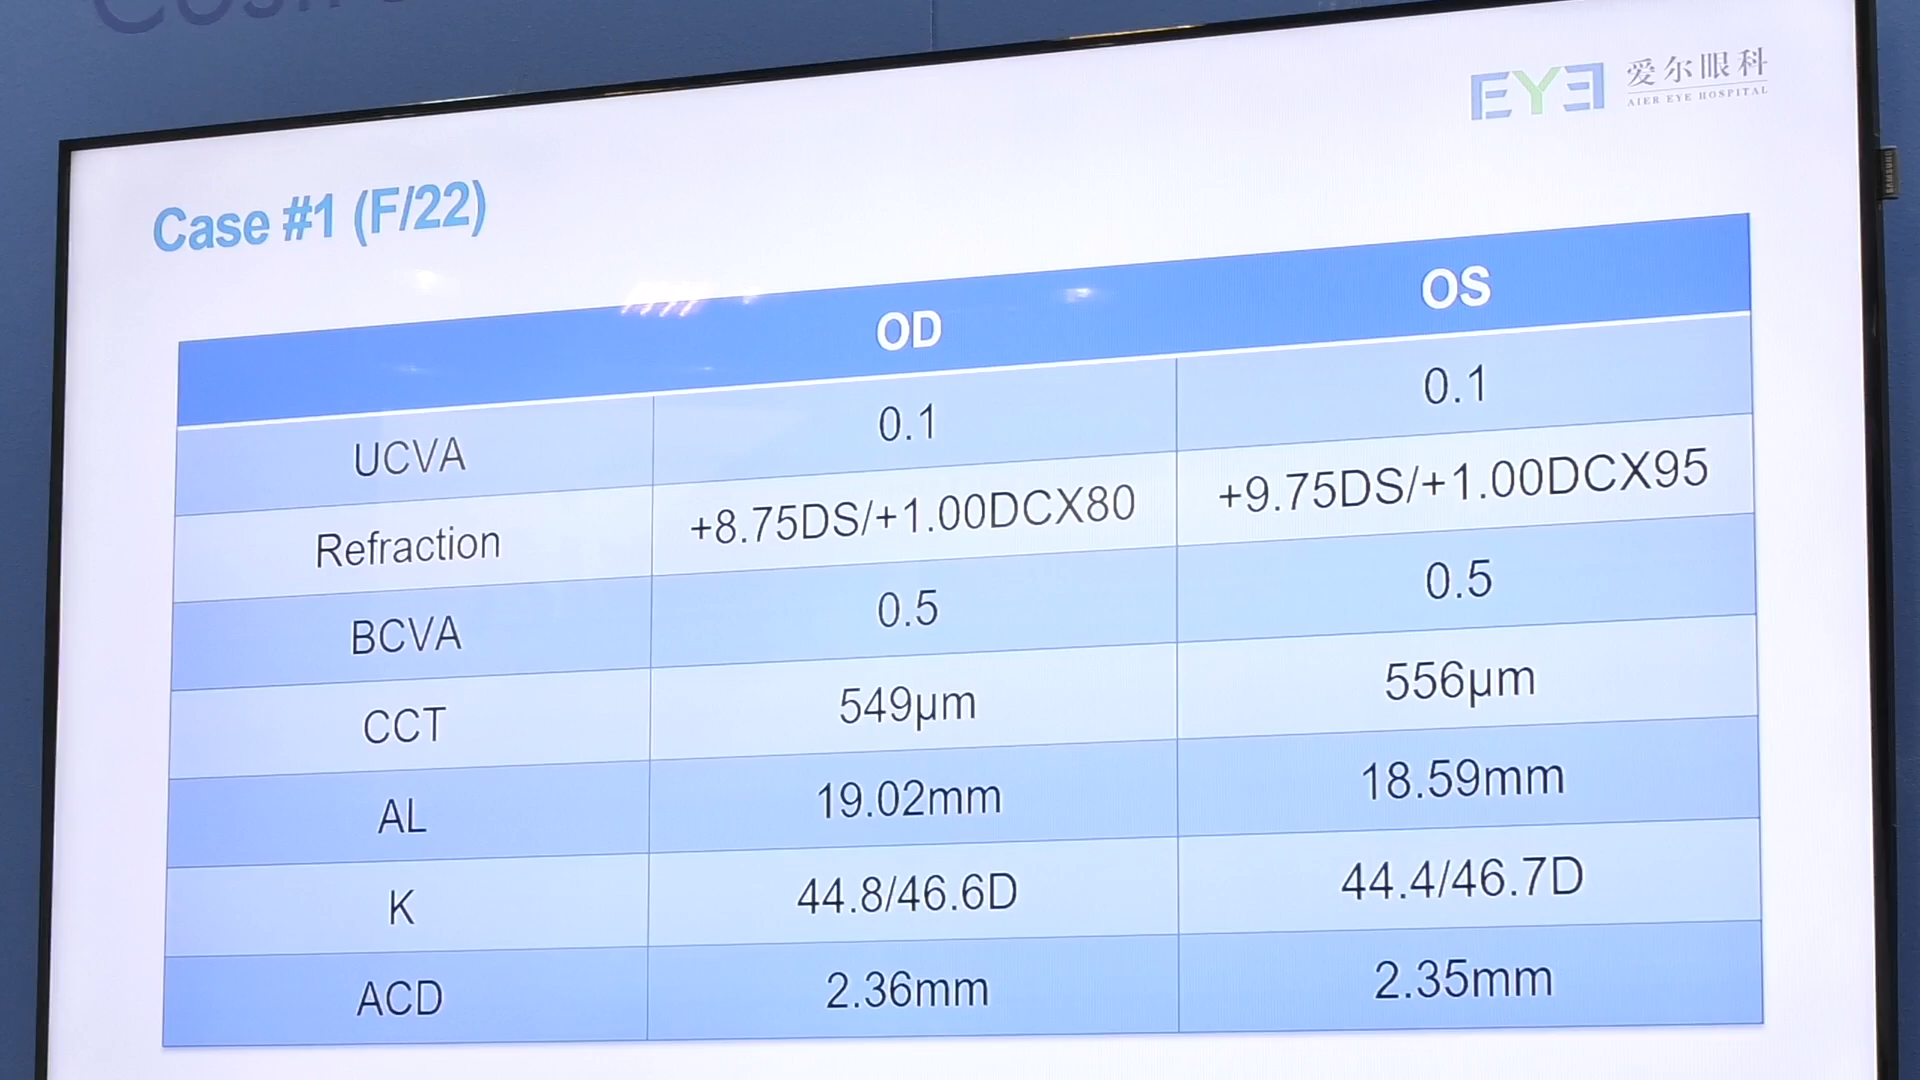 EYE 爱尔眼科
AIER EYE HOSPITAL
SAMSUNG
Case #1 (F/22)
OD OS
UCVA 0.1 0.1
Refraction +8.75DS/+1.00DCX80 +9.75DS/+1.00DCX95
BCVA 0.5 0.5
CCT 549μm 556μm
AL 19.02mm 18.59mm
K 44.8/46.6D 44.4/46.7D
ACD 2.36mm 2.35mm